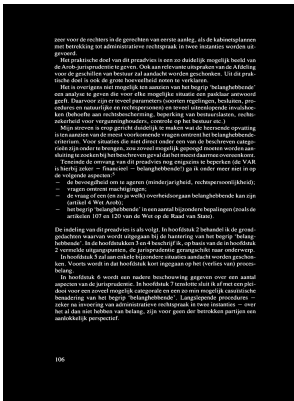 zeer voor de rechters in de gerechten van eerste aanleg, als de kabinetsplannen
met betrekking tot administratieve rechtspraak in twee instanties worden uit-
gevoerd.
Het praktische doel van dit preadvies is een zo duidelijk mogelijk beeld van
de Arob-jurisprudentie te geven. Ook aan relevante uitspraken van de Afdeling
voor de geschillen van bestuur zal aandacht worden geschonken. Uit dit prak-
tische doel is ook de grote hoeveelheid noten te verklaren.
Het is overigens niet mogelijk ten aanzien van het begrip 'belanghebbende'
een analyse te geven die voor elke mogelijke situatie een pasklaar antwoord
geeft. Daarvoor zijn er teveel parameters (soorten regelingen, besluiten, pro-
cedures en natuurlijke en rechtspersonen) en teveel uiteenlopende invalshoe-
ken (behoefte aan rechtsbescherming, beperking van bestuurslasten, rechts-
zekerheid voor vergunninghouders, controle op het bestuur etc.)
Mijn streven is erop gericht duidelijk te maken wat de heersende opvatting
is ten aanzien van de meest voorkomende vragen omtrent het belanghebbende-
criterium. Voor situaties die niet direct onder een van de beschreven catego-
rieën zijn onder te brengen, zou zoveel mogelijk gepoogd moeten worden aan-
sluiting te zoeken bij het beschreven geval dat het meest daarmee overeenkomt.
Teneinde de omvang van dit preadvies nog enigszins te beperken (de VAR
is hierbij zeker – financieel – belanghebbende!) ga ik onder meer niet in op
de volgende aspecten:
– de bevoegdheid om te ageren (minderjarigheid, rechtspersoonlijkheid);
– vragen omtrent machtigingen;
– de vraag of een (en zo ja welk) overheidsorgaan belanghebbende kan zijn
(artikel 6 Wet Arob);
– het begrip 'belanghebbende' in een aantal bijzondere bepalingen (zoals de
artikelen 107 en 120 van de Wet op de Raad van State).
De indeling van dit preadvies is als volgt. In hoofdstuk 2 behandel ik de grond-
gedachten waarvan wordt uitgegaan bij de hantering van het begrip 'belang-
hebbende'. In de hoofdstukken 3 en 4 beschrijf ik, op basis van de in hoofdstuk
2 vermelde uitgangspunten, de jurisprudentie gerangschikt naar onderwerp.
In hoofdstuk 5 zal aan enkele bijzondere situaties aandacht worden geschon-
ken. Voorts wordt in dat hoofdstuk kort ingegaan op het (verlies van) proces-
belang.
In hoofdstuk 6 wordt een nadere beschouwing gegeven over een aantal
aspecten van de jurisprudentie. In hoofdstuk 7 tenslotte sluit ik af met een plei-
dooi voor een zoveel mogelijk categorale en een zo min mogelijk casuïstische
benadering van het begrip 'belanghebbende'. Langslepende procedures –
zeker na invoering van administratieve rechtspraak in twee instanties – over
het al dan niet hebben van belang, zijn voor geen der betrokken partijen een
aanlokkelijk perspectief.
106